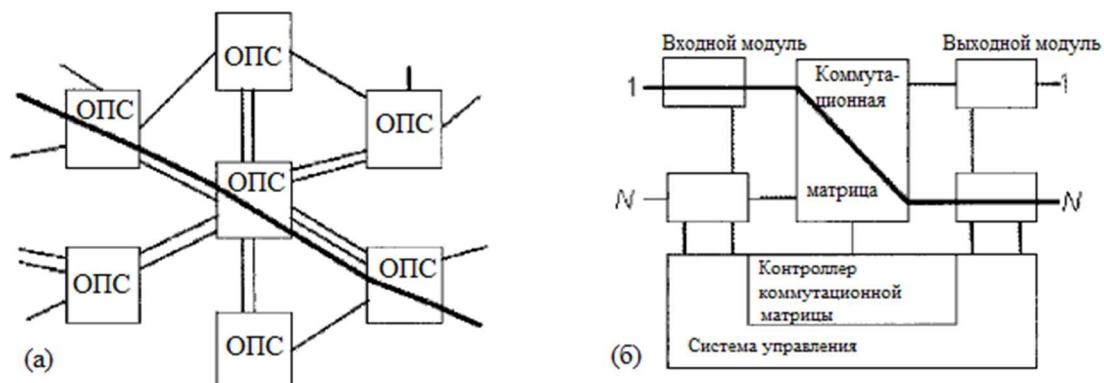 ОПС
ОПС
ОПС
ОПС
ОПС
ОПС
ОПС
(а)
Входной модуль
Выходной модуль
1
Коммута-
ционная
1
N
матрица
N
Контроллер
коммутационной
матрицы
Система управления
(б)